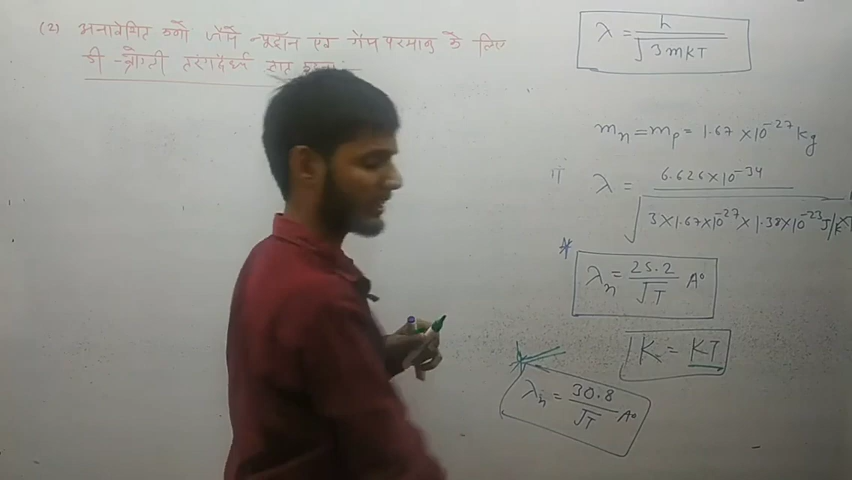 (2) अनावेशित कणों जैसे न्यूट्रॉन एवं गैस परमाणु के लिए
डी-ब्रोग्ली तरंगदैर्ध्य
λ = h / √3mKT
mn = mp = 1.67 × 10^-27 Kg
λ = 6.626×10^-34 / √3×1.67×10^-27×1.38×10^-23 J/K×T
* λn = 25.2 / √T A°
K = KT
λn = 30.8 / √T A°